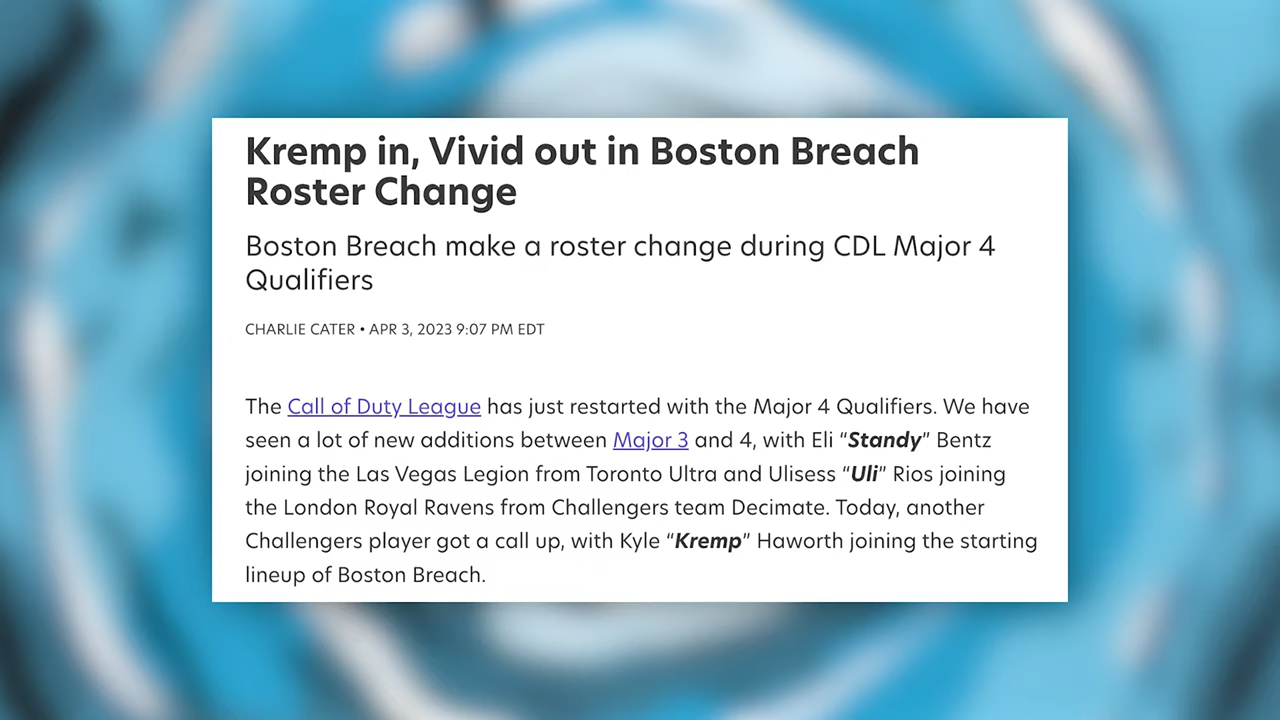 Kremp in, Vivid out in Boston Breach
Roster Change
Boston Breach make a roster change during CDL Major 4
Qualifiers
CHARLIE CATER • APR 3, 2023 9:07 PM EDT
The Call of Duty League has just restarted with the Major 4 Qualifiers. We have
seen a lot of new additions between Major 3 and 4, with Eli “Standy” Bentz
joining the Las Vegas Legion from Toronto Ultra and Ulisess “Uli” Rios joining
the London Royal Ravens from Challengers team Decimate. Today, another
Challengers player got a call up, with Kyle “Kremp” Haworth joining the starting
lineup of Boston Breach.